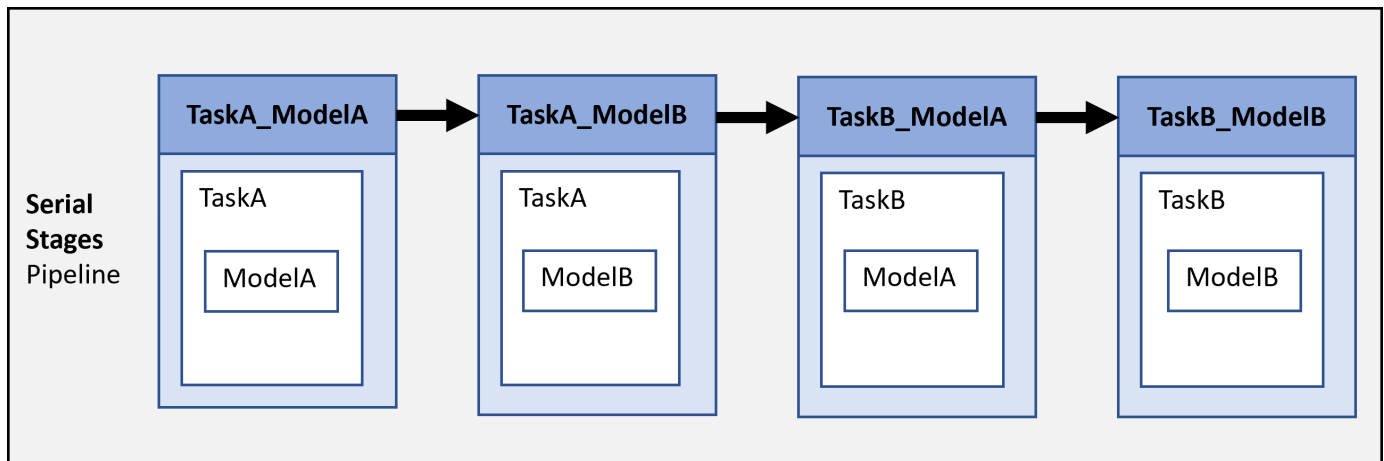 Serial
Stages
Pipeline
TaskA_ModelA
TaskA
ModelA
TaskA_ModelB
TaskA
ModelB
TaskB_ModelA
TaskB
ModelA
TaskB_ModelB
TaskB
ModelB